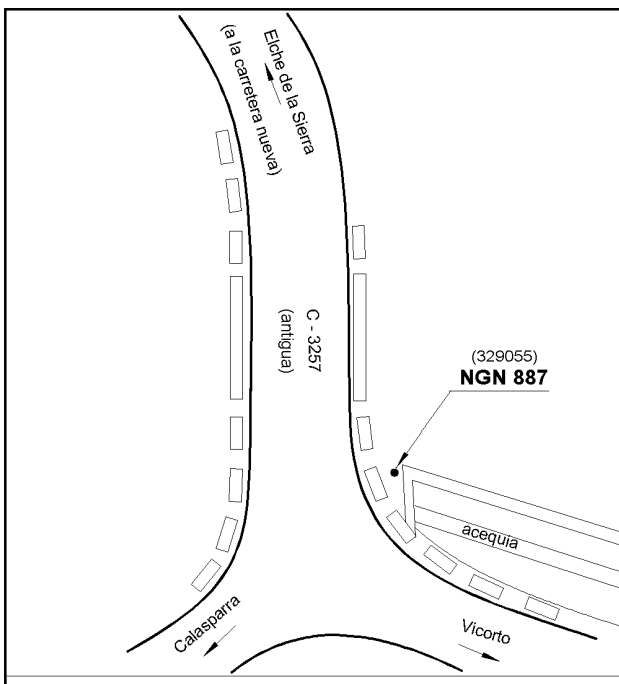 Elche de la Sierra
(a la carretera nueva)
C - 3257
(antigua)
(329055)
NGN 887
acequia
Calasparra
Vicorto